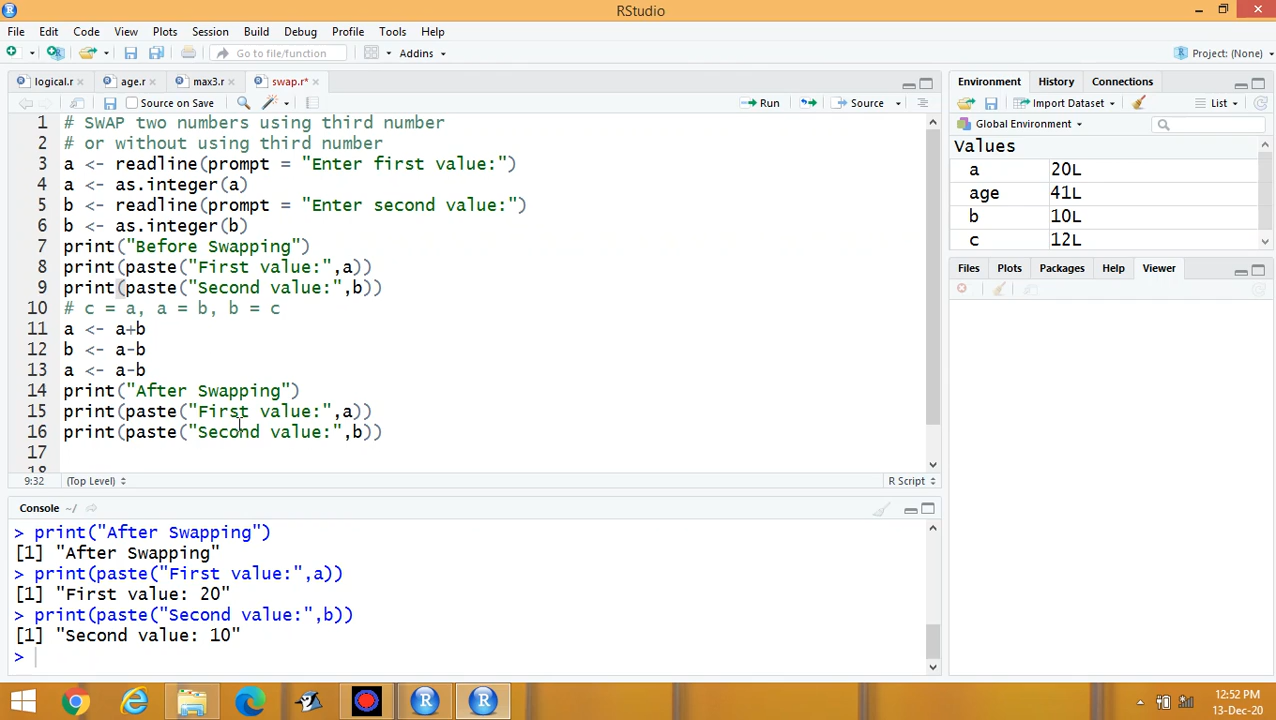 RStudio
File Edit Code View Plots Session Build Debug Profile Tools Help
Go to file/function Addins Project: (None)
logical.r age.r max3.r swap.r*
Source on Save Run Source
1 # SWAP two numbers using third number
2 # or without using third number
3 a <- readline(prompt = "Enter first value:")
4 a <- as.integer(a)
5 b <- readline(prompt = "Enter second value:")
6 b <- as.integer(b)
7 print("Before Swapping")
8 print(paste("First value:",a))
9 print(paste("Second value:",b))
10 # c = a, a = b, b = c
11 a <- a+b
12 b <- a-b
13 a <- a-b
14 print("After Swapping")
15 print(paste("First value:",a))
16 print(paste("Second value:",b))
17
18
9:32 (Top Level) R Script
Console ~/
> print("After Swapping")
[1] "After Swapping"
> print(paste("First value:",a))
[1] "First value: 20"
> print(paste("Second value:",b))
[1] "Second value: 10"
>
Environment History Connections
Import Dataset List
Global Environment
Values
a 20L
age 41L
b 10L
c 12L
Files Plots Packages Help Viewer
12:52 PM
13-Dec-20